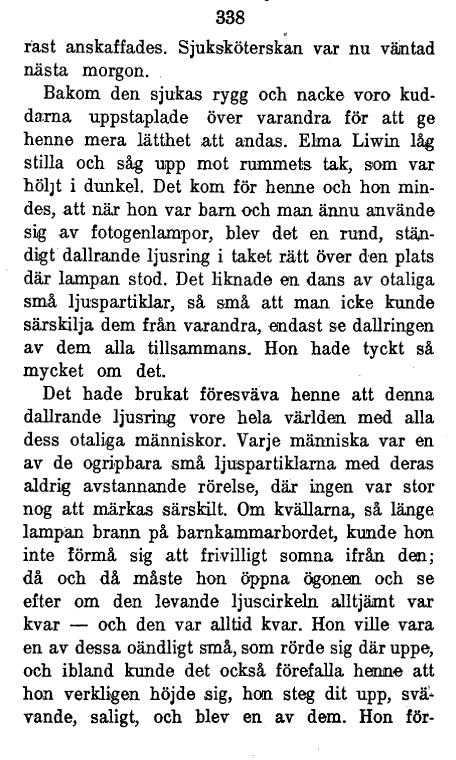 338
rast anskaffades. Sjuksköterskan var nu väntad
nästa morgon.
Bakom den sjukas rygg och nacke voro kud-
darna uppstaplade över varandra för att ge
henne mera lätthet att andas. Elma Liwin låg
stilla och såg upp mot rummets tak, som var
höljt i dunkel. Det kom för henne och hon min-
des, att när hon var barn och man ännu använde
sig av fotogenlampor, blev det en rund, stän-
digt dallrande ljusring i taket rätt över den plats
där lampan stod. Det liknade en dans av otaliga
små ljuspartiklar, så små att man icke kunde
särskilja dem från varandra, endast se dallringen
av dem alla tillsammans. Hon hade tyckt så
mycket om det.
Det hade brukat föresväva henne att denna
dallrande ljusring vore hela världen med alla
dess otaliga människor. Varje människa var en
av de ogripbara små ljuspartiklarna med deras
aldrig avstannande rörelse, där ingen var stor
nog att märkas särskilt. Om kvällarna, så länge
lampan brann på barnkammarbordet, kunde hon
inte förmå sig att frivilligt somna ifrån den;
då och då måste hon öppna ögonen och se
efter om den levande ljuscirkeln alltjämt var
kvar — och den var alltid kvar. Hon ville vara
en av dessa oändligt små, som rörde sig där uppe,
och ibland kunde det också förefalla henne att
hon verkligen höjde sig, hon steg dit upp, svä-
vande, saligt, och blev en av dem. Hon för-